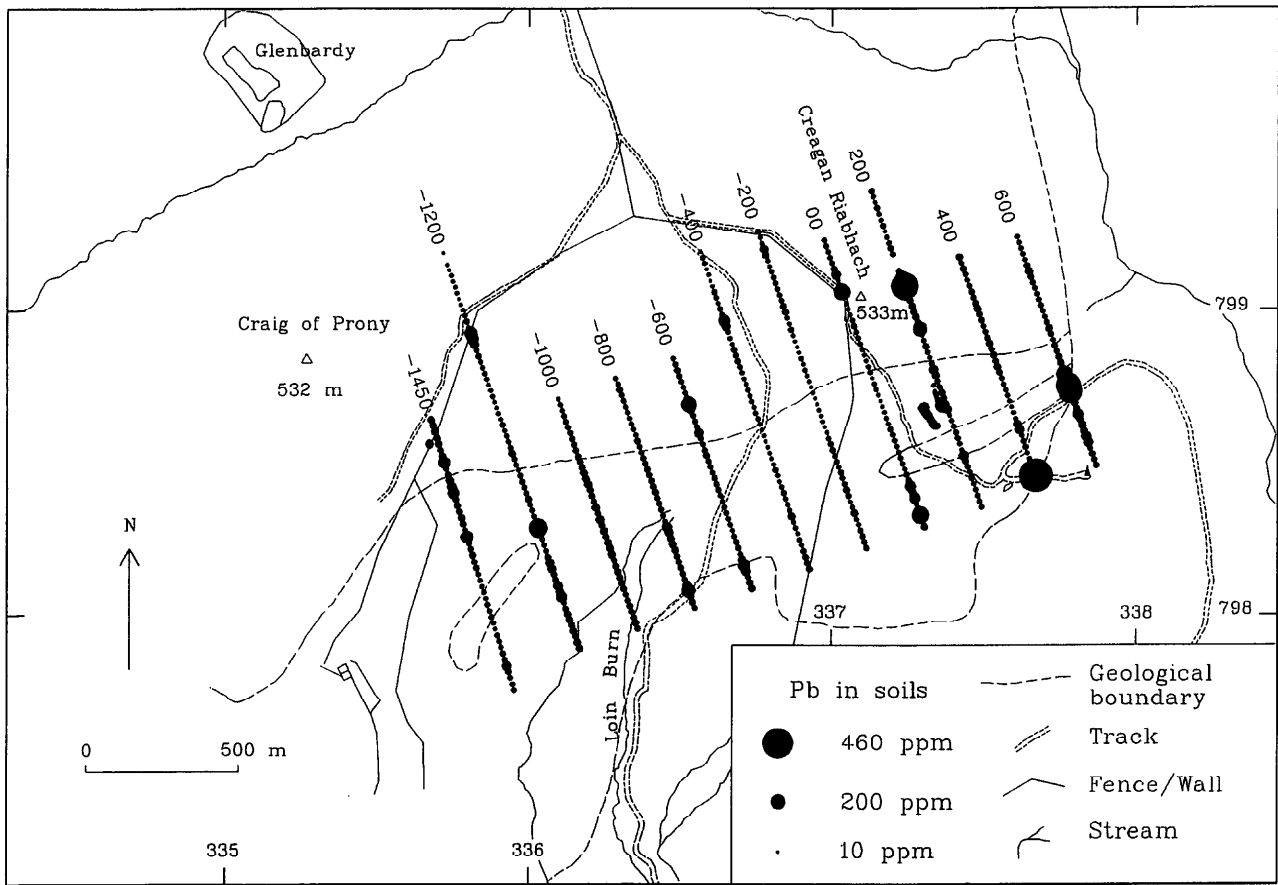 Glenbardy
Creagan Riabhach
533m
200
-1200
-400
-200
00
400
600
799
Craig of Prony
532 m
-1450
-1000
-800
-600
N
337
338
798
Loin Burn
0 500 m
335
336
Pb in soils
460 ppm
200 ppm
10 ppm
Geological
boundary
Track
Fence/Wall
Stream